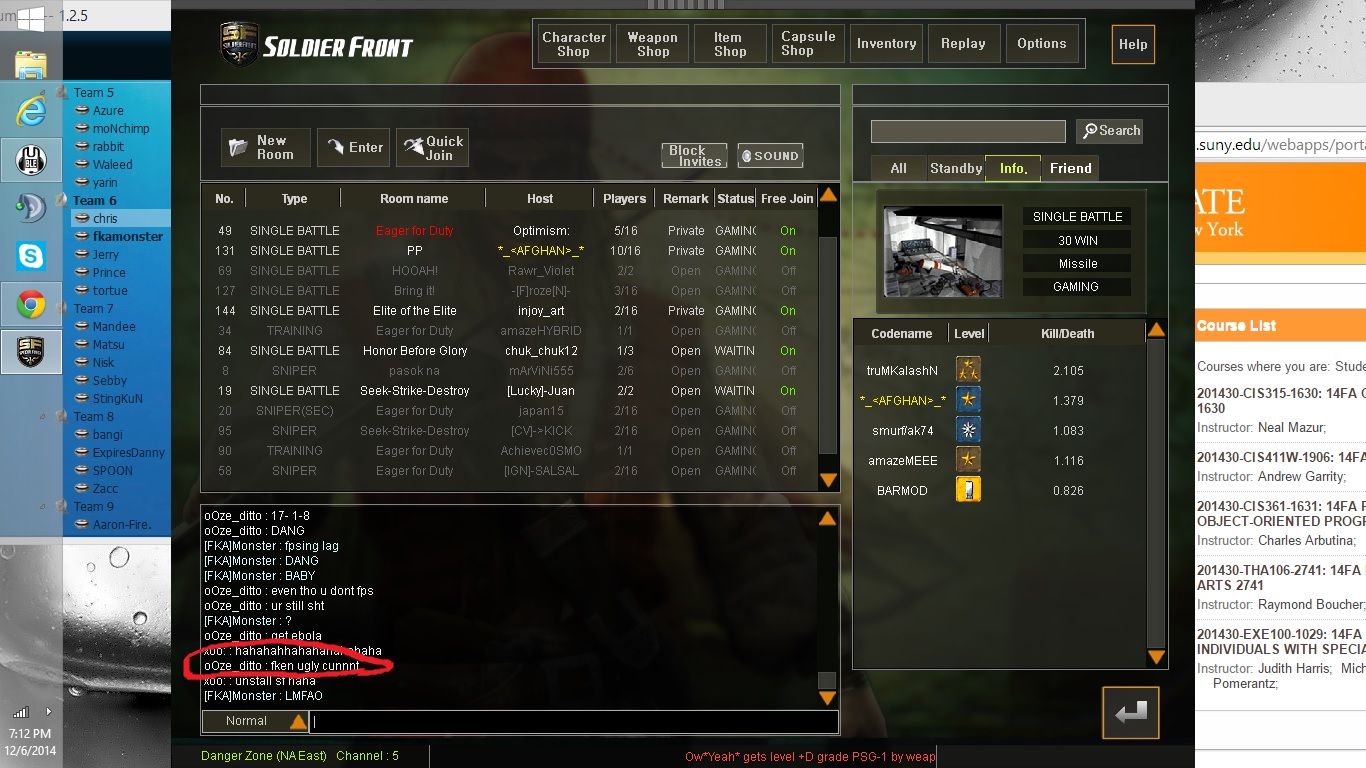 1.2.5
Team 5
Azure
moNchimp
rabbit
Waleed
yarin
Team 6
chris
fkamonster
Jerry
Prince
tortue
Team 7
Mandee
Matsu
Nisk
Sebby
StingKuN
Team 8
bangi
ExpiresDanny
SPOON
Zacc
Team 9
Aaron-Fire.
7:12 PM
12/6/2014
SF
SOLDIER FRONT
Character Shop
Weapon Shop
Item Shop
Capsule Shop
Inventory
Replay
Options
Help
New Room
Enter
Quick Join
Block Invites
SOUND
No. Type Room name Host Players Remark Status Free Join
49 SINGLE BATTLE Eager for Duty Optimism: 5/16 Private GAMING On
131 SINGLE BATTLE PP *_<AFGHAN>_* 10/16 Private GAMING On
69 SINGLE BATTLE HOOAH! Rawr_Violet 2/2 Open GAMING Off
127 SINGLE BATTLE Bring it! -[F]roze[N]- 3/16 Open GAMING Off
144 SINGLE BATTLE Elite of the Elite injoy_art 2/16 Private GAMING On
34 TRAINING Eager for Duty amazeHYBRID 1/1 Open GAMING Off
84 SINGLE BATTLE Honor Before Glory chuk_chuk12 1/3 Open WAITIN On
8 SNIPER pasok na mArViNi555 2/6 Open GAMING Off
19 SINGLE BATTLE Seek-Strike-Destroy [Lucky]-Juan 2/2 Open WAITIN On
20 SNIPER(SEC) Eager for Duty japan15 2/16 Open GAMING Off
95 SNIPER Seek-Strike-Destroy [CV]->KICK 2/16 Open GAMING Off
90 TRAINING Eager for Duty Achievec0SMO 1/1 Open GAMING Off
58 SNIPER Eager for Duty [IGN]-SALSAL 2/16 Open GAMING Off
oOze_ditto : 17- 1-8
oOze_ditto : DANG
[FKA]Monster : fpsing lag
[FKA]Monster : DANG
[FKA]Monster : BABY
oOze_ditto : even tho u dont fps
oOze_ditto : ur still sht
[FKA]Monster : ?
oOze_ditto : get ebola
xoo: : hahahahhahahahahahaha
oOze_ditto : fken ugly cunnnt
xoo: : unstall sf haha
[FKA]Monster : LMFAO
Normal
Danger Zone (NA East) Channel : 5
Ow*Yeah* gets level +D grade PSG-1 by weap
Search
All Standby Info. Friend
SINGLE BATTLE
30 WIN
Missile
GAMING
Codename Level Kill/Death
truMKalashN 2.105
*_<AFGHAN>_* 1.379
smurf/ak74 1.083
amazeMEEE 1.116
BARMOD 0.826
.suny.edu/webapps/porta
ATE
w York
Course List
Courses where you are: Stude
201430-CIS315-1630: 14FA C
1630
Instructor: Neal Mazur;
201430-CIS411W-1906: 14FA
Instructor: Andrew Garrity;
201430-CIS361-1631: 14FA
OBJECT-ORIENTED PROG
Instructor: Charles Arbutina;
201430-THA106-2741: 14FA I
ARTS 2741
Instructor: Raymond Boucher;
201430-EXE100-1029: 14FA
INDIVIDUALS WITH SPECIA
Instructor: Judith Harris; Mich
Pomerantz;